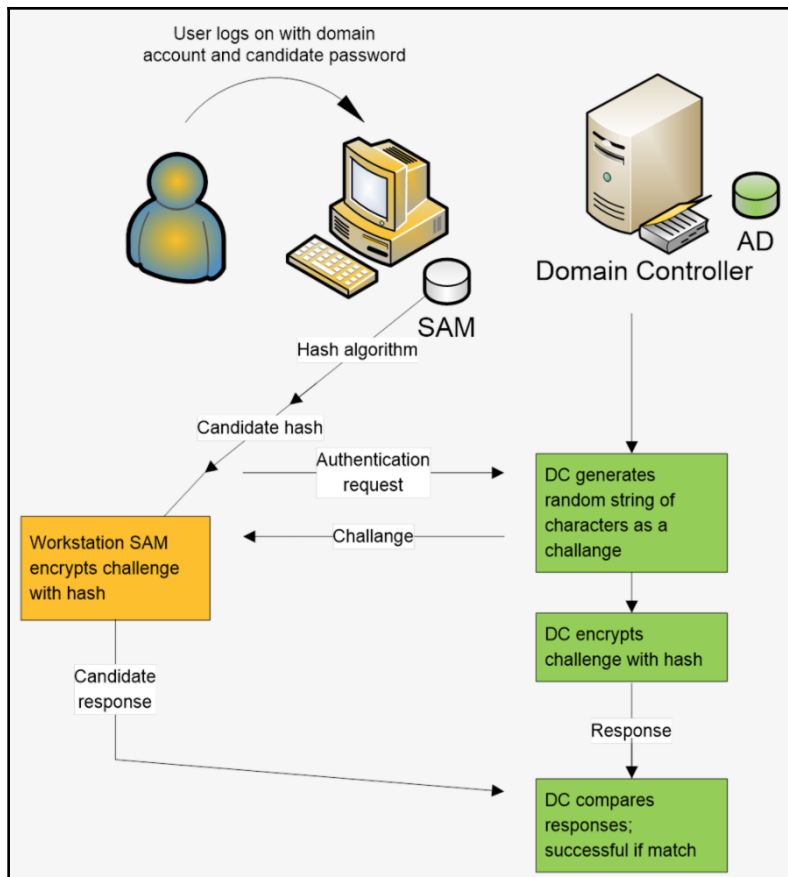 User logs on with domain
account and candidate password
SAM
AD
Domain Controller
Hash algorithm
Candidate hash
Authentication
request
Challange
Workstation SAM
encrypts challenge
with hash
DC generates
random string of
characters as a
challange
DC encrypts
challenge with hash
Candidate
response
Response
DC compares
responses;
successful if match